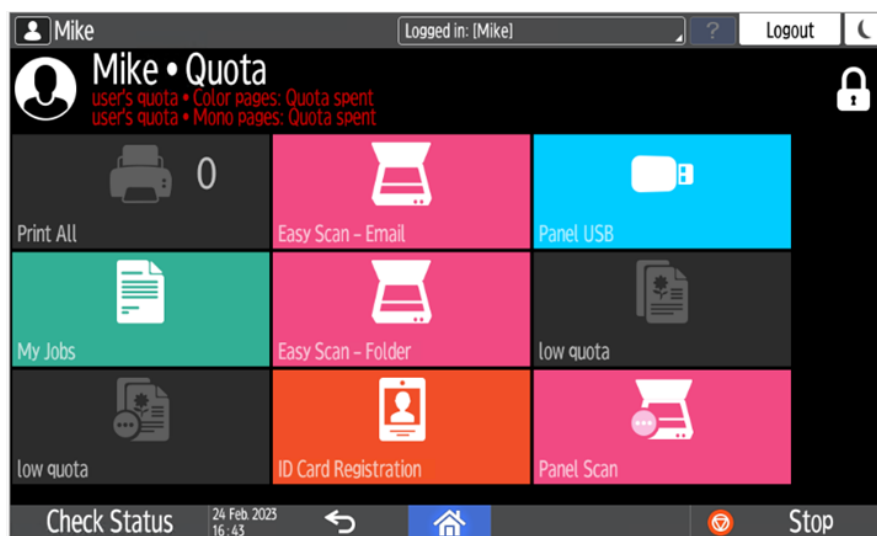 Mike
Logged in: [Mike]
?
Logout
Mike • Quota
user's quota • Color pages: Quota spent
user's quota • Mono pages: Quota spent
0
Print All
Easy Scan – Email
Panel USB
My Jobs
Easy Scan – Folder
low quota
low quota
ID Card Registration
Panel Scan
Check Status
24 Feb. 2023
16:43
Stop